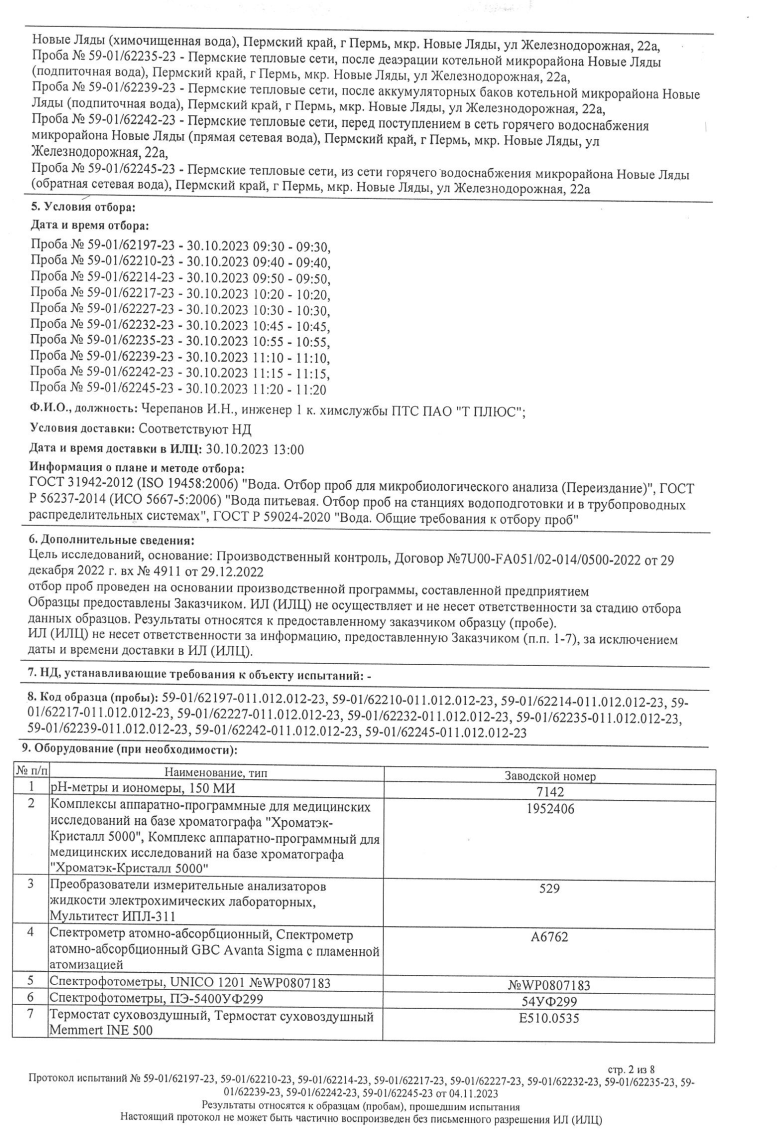 Новые Ляды (химочищенная вода), Пермский край, г Пермь, мкр. Новые Ляды, ул Железнодорожная, 22а,
Проба № 59-01/62235-23 - Пермские тепловые сети, после деаэрации котельной микрорайона Новые Ляды
(подпиточная вода), Пермский край, г Пермь, мкр. Новые Ляды, ул Железнодорожная, 22а,
Проба № 59-01/62239-23 - Пермские тепловые сети, после аккумуляторных баков котельной микрорайона Новые
Ляды (подпиточная вода), Пермский край, г Пермь, мкр. Новые Ляды, ул Железнодорожная, 22а,
Проба № 59-01/62242-23 - Пермские тепловые сети, перед поступлением в сеть горячего водоснабжения
микрорайона Новые Ляды (прямая сетевая вода), Пермский край, г Пермь, мкр. Новые Ляды, ул
Железнодорожная, 22а,
Проба № 59-01/62245-23 - Пермские тепловые сети, из сети горячего водоснабжения микрорайона Новые Ляды
(обратная сетевая вода), Пермский край, г Пермь, мкр. Новые Ляды, ул Железнодорожная, 22а
5. Условия отбора:
Дата и время отбора:
Проба № 59-01/62197-23 - 30.10.2023 09:30 - 09:30,
Проба № 59-01/62210-23 - 30.10.2023 09:40 - 09:40,
Проба № 59-01/62214-23 - 30.10.2023 09:50 - 09:50,
Проба № 59-01/62217-23 - 30.10.2023 10:20 - 10:20,
Проба № 59-01/62227-23 - 30.10.2023 10:30 - 10:30,
Проба № 59-01/62232-23 - 30.10.2023 10:45 - 10:45,
Проба № 59-01/62235-23 - 30.10.2023 10:55 - 10:55,
Проба № 59-01/62239-23 - 30.10.2023 11:10 - 11:10,
Проба № 59-01/62242-23 - 30.10.2023 11:15 - 11:15,
Проба № 59-01/62245-23 - 30.10.2023 11:20 - 11:20
Ф.И.О., должность: Черепанов И.Н., инженер 1 к. химслужбы ПТС ПАО "Т ПЛЮС";
Условия доставки: Соответствуют НД
Дата и время доставки в ИЛЦ: 30.10.2023 13:00
Информация о плане и методе отбора:
ГОСТ 31942-2012 (ISO 19458:2006) "Вода. Отбор проб для микробиологического анализа (Переиздание)", ГОСТ
Р 56237-2014 (ИСО 5667-5:2006) "Вода питьевая. Отбор проб на станциях водоподготовки и в трубопроводных
распределительных системах", ГОСТ Р 59024-2020 "Вода. Общие требования к отбору проб"
6. Дополнительные сведения:
Цель исследований, основание: Производственный контроль, Договор №7U00-FA051/02-014/0500-2022 от 29
декабря 2022 г. вх № 4911 от 29.12.2022
отбор проб проведен на основании производственной программы, составленной предприятием
Образцы предоставлены Заказчиком. ИЛ (ИЛЦ) не осуществляет и не несет ответственности за стадию отбора
данных образцов. Результаты относятся к предоставленному заказчиком образцу (пробе).
ИЛ (ИЛЦ) не несет ответственности за информацию, предоставленную Заказчиком (п.п. 1-7), за исключением
даты и времени доставки в ИЛ (ИЛЦ).
7. НД, устанавливающие требования к объекту испытаний: -
8. Код образца (пробы): 59-01/62197-011.012.012-23, 59-01/62210-011.012.012-23, 59-01/62214-011.012.012-23, 59-
01/62217-011.012.012-23, 59-01/62227-011.012.012-23, 59-01/62232-011.012.012-23, 59-01/62235-011.012.012-23,
59-01/62239-011.012.012-23, 59-01/62242-011.012.012-23, 59-01/62245-011.012.012-23
9. Оборудование (при необходимости):
№ п/п Наименование, тип Заводской номер
1 pH-метры и иономеры, 150 МИ 7142
2 Комплексы аппаратно-программные для медицинских 1952406
исследований на базе хроматографа "Хроматэк-
Кристалл 5000", Комплекс аппаратно-программный для
медицинских исследований на базе хроматографа
"Хроматэк-Кристалл 5000"
3 Преобразователи измерительные анализаторов 529
жидкости электрохимических лабораторных,
Мультитест ИПЛ-311
4 Спектрометр атомно-абсорбционный, Спектрометр А6762
атомно-абсорбционный GBC Avanta Sigma с пламенной
атомизацией
5 Спектрофотометры, UNICO 1201 №WP0807183 №WP0807183
6 Спектрофотометры, ПЭ-5400УФ299 54УФ299
7 Термостат суховоздушный, Термостат суховоздушный E510.0535
Memmert INE 500
стр. 2 из 8
Протокол испытаний № 59-01/62197-23, 59-01/62210-23, 59-01/62214-23, 59-01/62217-23, 59-01/62227-23, 59-01/62232-23, 59-01/62235-23, 59-
01/62239-23, 59-01/62242-23, 59-01/62245-23 от 04.11.2023
Результаты относятся к образцам (пробам), прошедшим испытания
Настоящий протокол не может быть частично воспроизведен без письменного разрешения ИЛ (ИЛЦ)